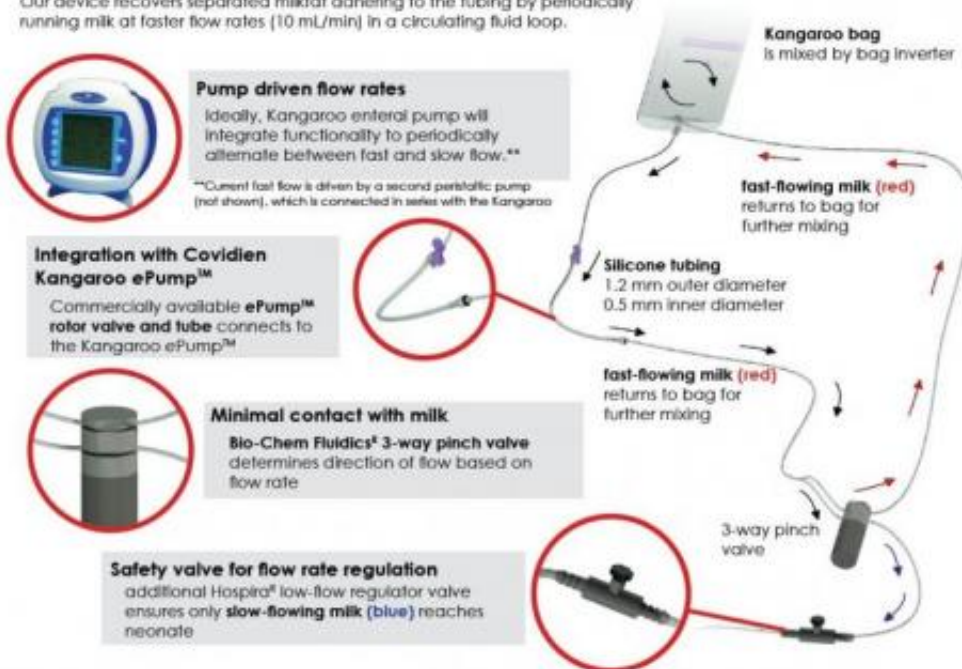 Our device recovers separated milkfat adhering to the tubing by periodically
running milk at faster flow rates (10 mL/min) in a circulating fluid loop.
Kangaroo bag
is mixed by bag inverter
Pump driven flow rates
Ideally, Kangaroo enteral pump will
integrate functionality to periodically
alternate between fast and slow flow.**
**Current fast flow is driven by a second peristaltic pump
(not shown), which is connected in series with the Kangaroo
fast-flowing milk (red)
returns to bag for
further mixing
Integration with Covidien
Kangaroo ePump™
Commercially available ePump™
rotor valve and tube connects to
the Kangaroo ePump™
Silicone tubing
1.2 mm outer diameter
0.5 mm inner diameter
fast-flowing milk (red)
returns to bag for
further mixing
Minimal contact with milk
Bio-Chem Fluidics® 3-way pinch valve
determines direction of flow based on
flow rate
3-way pinch
valve
Safety valve for flow rate regulation
additional Hospira® low-flow regulator valve
ensures only slow-flowing milk (blue) reaches
neonate